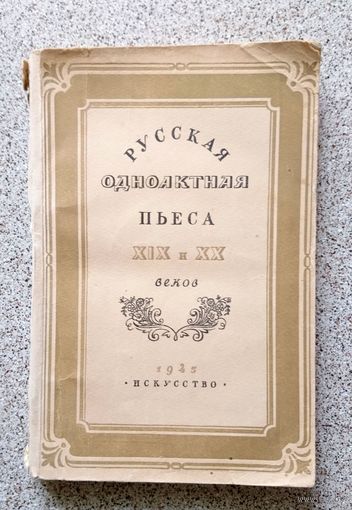 РУССКАЯ
ОДНОАКТНАЯ
ПЬЕСА
XIX и XX
веков
• ИСКУССТВО •